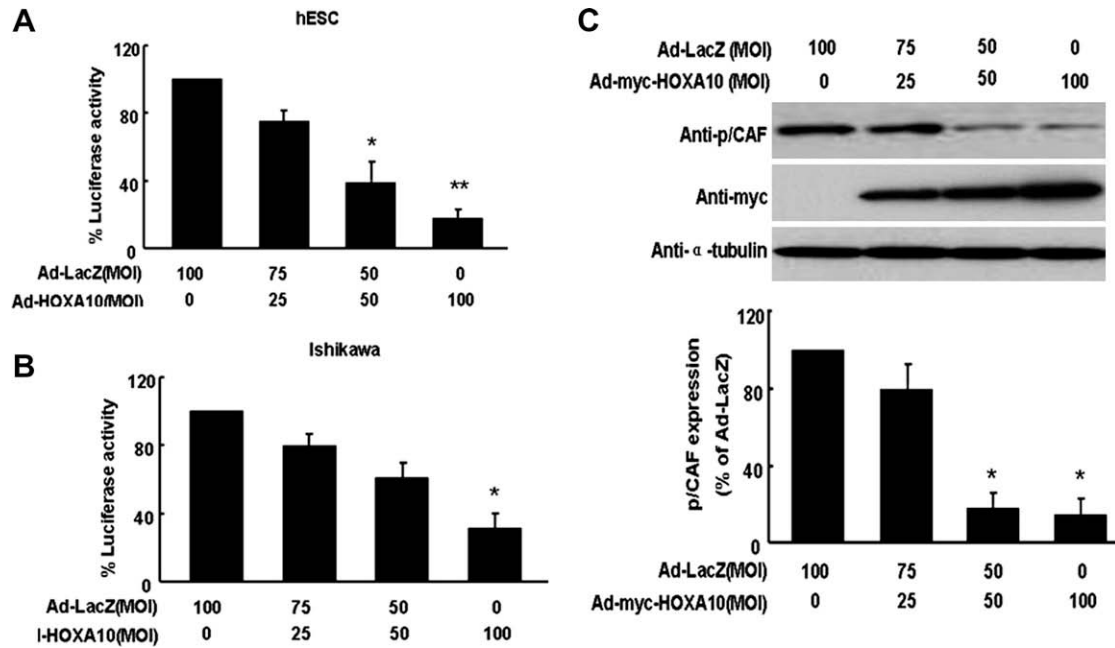 A
hESC
120
80
40
0
% Luciferase activity
*
**
Ad-LacZ(MOI) 100 75 50 0
Ad-HOXA10(MOI) 0 25 50 100
B
Ishikawa
120
80
40
0
% Luciferase activity
*
Ad-LacZ(MOI) 100 75 50 0
l-HOXA10(MOI) 0 25 50 100
C
Ad-LacZ (MOI) 100 75 50 0
Ad-myc-HOXA10 (MOI) 0 25 50 100
Anti-p/CAF
Anti-myc
Anti-α-tubulin
120
80
40
0
p/CAF expression
(% of Ad-LacZ)
* *
Ad-LacZ(MOI) 100 75 50 0
Ad-myc-HOXA10(MOI) 0 25 50 100